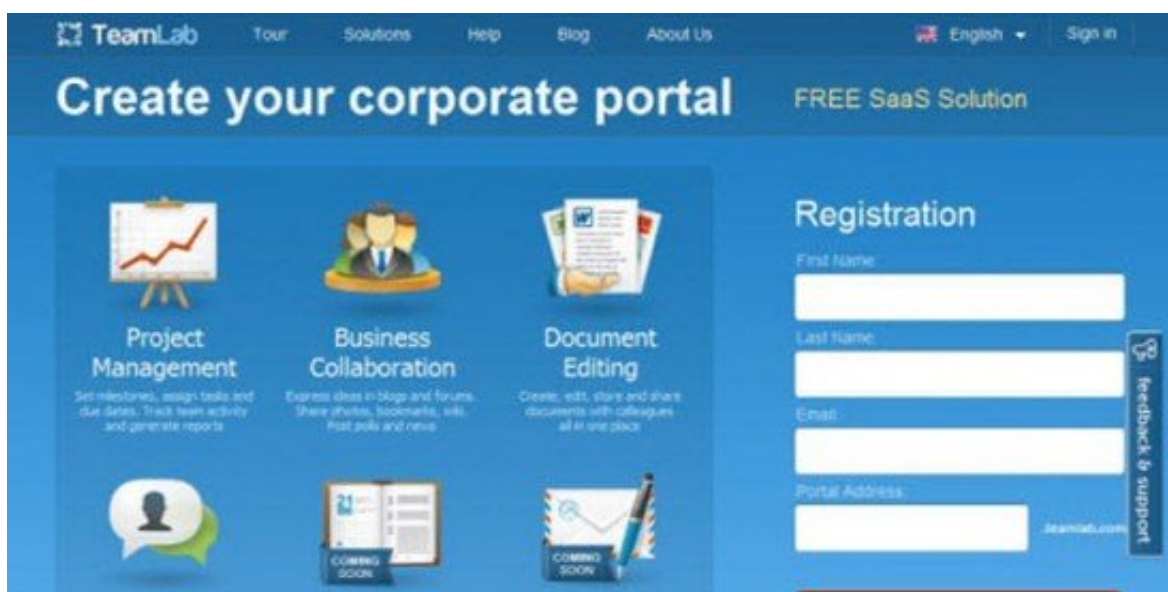 TeamLab Tour Solutions Help Blog About Us English Sign in
Create your corporate portal FREE SaaS Solution
Registration
First Name
Last Name
Email
Portal Address
.teamlab.com
feedback & support
Project
Management
Set milestones, assign tasks and
due dates. Track team activity
and generate reports
Business
Collaboration
Express ideas in blogs and forums.
Share photos, bookmarks, wiki.
Post polls and news
Document
Editing
Create, edit, store and share
documents with colleagues
all in one place
21
COMING
SOON
COMING
SOON